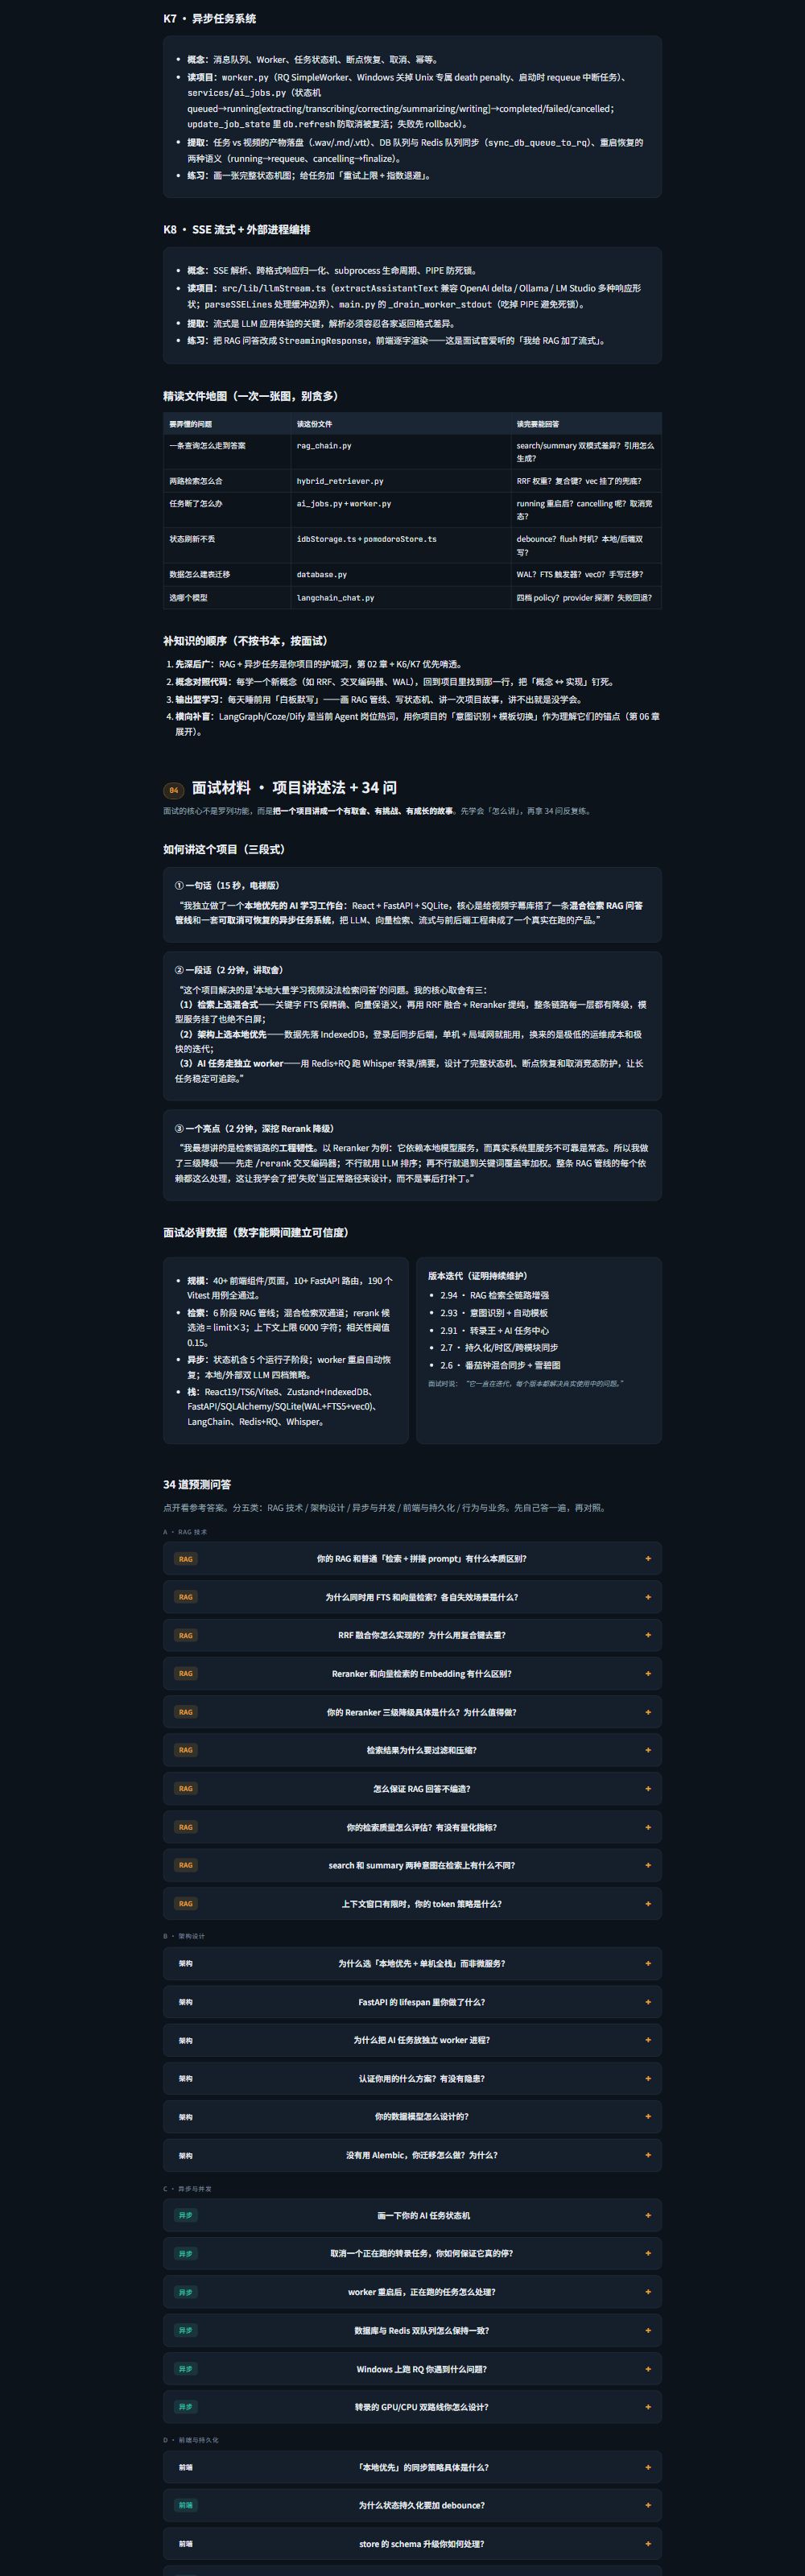 K7 · 异步任务系统
• 概念：消息队列、Worker、任务状态机、断点恢复、取消、幂等。
• 读项目：worker.py（RQ SimpleWorker、Windows 关掉 Unix 专属 death penalty、启动时 requeue 中断任务）、
services/ai_jobs.py（状态机
queued→running[extracting/transcribing/correcting/summarizing/writing]→completed/failed/cancelled；
update_job_state 里 db.refresh 防取消被复活；失败先 rollback）。
• 提取：任务 vs 视频的产物落盘（.wav/.md/.vtt）、DB 队列与 Redis 队列同步（sync_db_queue_to_rq）、重启恢复的
两种语义（running→requeue、cancelling→finalize）。
• 练习：画一张完整状态机图；给任务加「重试上限 + 指数退避」。
K8 · SSE 流式 + 外部进程编排
• 概念：SSE 解析、跨格式响应归一化、subprocess 生命周期、PIPE 防死锁。
• 读项目：src/lib/llmStream.ts（extractAssistantText 兼容 OpenAI delta / Ollama / LM Studio 多种响应形
状；parseSSELines 处理缓冲边界）、main.py 的 _drain_worker_stdout（吃掉 PIPE 避免死锁）。
• 提取：流式是 LLM 应用体验的关键，解析必须容忍各家返回格式差异。
• 练习：把 RAG 问答改成 StreamingResponse，前端逐字渲染——这是面试官爱听的「我给 RAG 加了流式」。
精读文件地图（一次一张图，别贪多）
要弄懂的问题 读这份文件 读完要能回答
一条查询怎么走到答案 rag_chain.py search/summary 双模式差异？引用怎么
生成？
两路检索怎么合 hybrid_retriever.py RRF 权重？复合键？vec 挂了的兜底？
任务断了怎么办 ai_jobs.py + worker.py running 重启后？cancelling 呢？取消竞
态？
状态刷新不丢 idbStorage.ts + pomodoroStore.ts debounce？flush 时机？本地/后端双
写？
数据怎么建表迁移 database.py WAL？FTS 触发器？vec0？手写迁移？
选哪个模型 langchain_chat.py 四档 policy？provider 探测？失败回退？
补知识的顺序（不按书本，按面试）
1. 先深后广：RAG + 异步任务是你项目的护城河，第 02 章 + K6/K7 优先啃透。
2. 概念对照代码：每学一个新概念（如 RRF、交叉编码器、WAL），回到项目里找到那一行，把「概念 ↔ 实现」钉死。
3. 输出型学习：每天睡前用「白板默写」——画 RAG 管线、写状态机、讲一次项目故事，讲不出就是没学会。
4. 横向补盲：LangGraph/Coze/Dify 是当前 Agent 岗位热词，用你项目的「意图识别 + 模板切换」作为理解它们的锚点（第 06 章
展开）。
04 面试材料 · 项目讲述法 + 34 问
面试的核心不是罗列功能，而是把一个项目讲成一个有取舍、有挑战、有成长的故事。先学会「怎么讲」，再拿 34 问反复练。
如何讲这个项目（三段式）
① 一句话（15 秒，电梯版）
“我独立做了一个本地优先的 AI 学习工作台：React + FastAPI + SQLite，核心是给视频字幕库搭了一条混合检索 RAG 问答
管线和一套可取消可恢复的异步任务系统，把 LLM、向量检索、流式与前后端工程串成了一个真实在跑的产品。”
② 一段话（2 分钟，讲取舍）
“这个项目解决的是‘本地大量学习视频没法检索问答’的问题。我的核心取舍有三：
（1）检索上选混合式——关键字 FTS 保精确、向量保语义，再用 RRF 融合 + Reranker 提纯，整条链路每一层都有降级，模
型服务挂了也绝不白屏；
（2）架构上选本地优先——数据先落 IndexedDB，登录后同步后端，单机 + 局域网就能用，换来的是极低的运维成本和极
快的迭代；
（3）AI 任务走独立 worker——用 Redis+RQ 跑 Whisper 转录/摘要，设计了完整状态机、断点恢复和取消竞态防护，让长
任务稳定可追踪。”
③ 一个亮点（2 分钟，深挖 Rerank 降级）
“我最想讲的是检索链路的工程韧性。以 Reranker 为例：它依赖本地模型服务，而真实系统里服务不可靠是常态。所以我做
了三级降级——先走 /rerank 交叉编码器；不行就用 LLM 排序；再不行就退到关键词覆盖率加权。整条 RAG 管线的每个依
赖都这么处理，这让我学会了把‘失败’当正常路径来设计，而不是事后打补丁。”
面试必背数据（数字能瞬间建立可信度）
• 规模：40+ 前端组件/页面，10+ FastAPI 路由，190 个
Vitest 用例全通过。
• 检索：6 阶段 RAG 管线；混合检索双通道；rerank 候
选池 = limit×3；上下文上限 6000 字符；相关性阈值
0.15。
• 异步：状态机含 5 个运行子阶段；worker 重启自动恢
复；本地/外部双 LLM 四档策略。
• 栈：React19/TS6/Vite8、Zustand+IndexedDB、
FastAPI/SQLAlchemy/SQLite(WAL+FTS5+vec0)、
LangChain、Redis+RQ、Whisper。
版本迭代（证明持续维护）
• 2.94 · RAG 检索全链路增强
• 2.93 · 意图识别 + 自动模板
• 2.91 · 转录王 + AI 任务中心
• 2.7 · 持久化/时区/跨模块同步
• 2.6 · 番茄钟混合同步 + 雪碧图
面试时说：“它一直在迭代，每个版本都解决真实使用中的问题。”
34 道预测问答
点开看参考答案。分五类：RAG 技术 / 架构设计 / 异步与并发 / 前端与持久化 / 行为与业务。先自己答一遍，再对照。
A · RAG 技术
RAG 你的 RAG 和普通「检索 + 拼接 prompt」有什么本质区别？ +
RAG 为什么同时用 FTS 和向量检索？各自失效场景是什么？ +
RAG RRF 融合你怎么实现的？为什么用复合键去重？ +
RAG Reranker 和向量检索的 Embedding 有什么区别？ +
RAG 你的 Reranker 三级降级具体是什么？为什么值得做？ +
RAG 检索结果为什么要过滤和压缩？ +
RAG 怎么保证 RAG 回答不编造？ +
RAG 你的检索质量怎么评估？有没有量化指标？ +
RAG search 和 summary 两种意图在检索上有什么不同？ +
RAG 上下文窗口有限时，你的 token 策略是什么？ +
B · 架构设计
架构 为什么选「本地优先 + 单机全栈」而非微服务？ +
架构 FastAPI 的 lifespan 里你做了什么？ +
架构 为什么把 AI 任务放独立 worker 进程？ +
架构 认证你用的什么方案？有没有隐患？ +
架构 你的数据模型怎么设计的？ +
架构 没有用 Alembic，你迁移怎么做？为什么？ +
C · 异步与并发
异步 画一下你的 AI 任务状态机 +
异步 取消一个正在跑的转录任务，你如何保证它真的停？ +
异步 worker 重启后，正在跑的任务怎么处理？ +
异步 数据库与 Redis 双队列怎么保持一致？ +
异步 Windows 上跑 RQ 你遇到什么问题？ +
异步 转录的 GPU/CPU 双路线你怎么设计？ +
D · 前端与持久化
前端 「本地优先」的同步策略具体是什么？ +
前端 为什么状态持久化要加 debounce？ +
前端 store 的 schema 升级你如何处理？ +